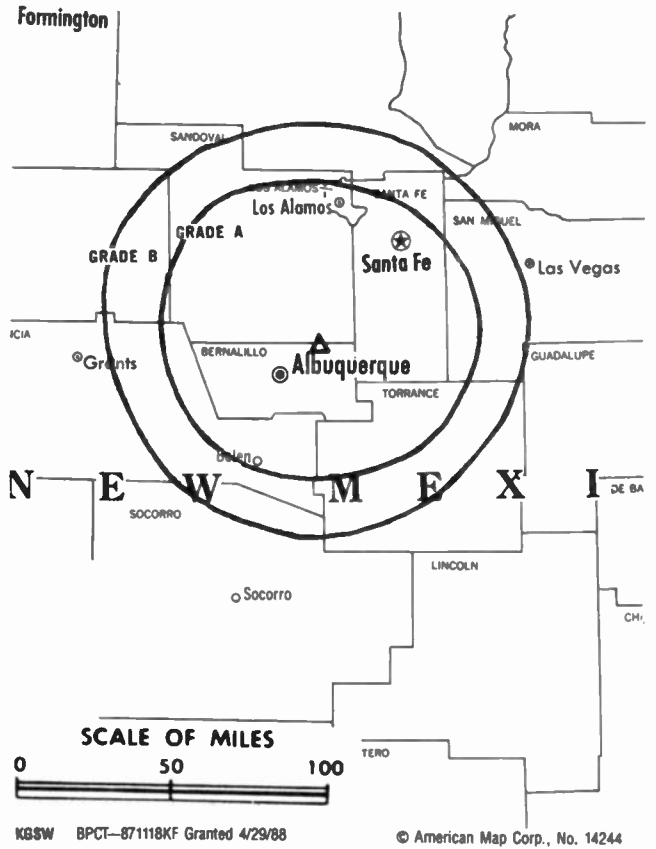 Formington
SANDOVAL
MORA
LOS ALAMOS
SANTA FE
Los Alamos
SAN MIGUEL
GRADE A
GRADE B
Santa Fe
Las Vegas
CIA
BERNALILLO
GUADALUPE
Grants
Albuquerque
TORRANCE
Belen
N E W M E X I
DE BA
SOCORRO
LINCOLN
Socorro
CH
SCALE OF MILES
TERO
0 50 100
KGSW BPCT—871118KF Granted 4/29/88
© American Map Corp., No. 14244